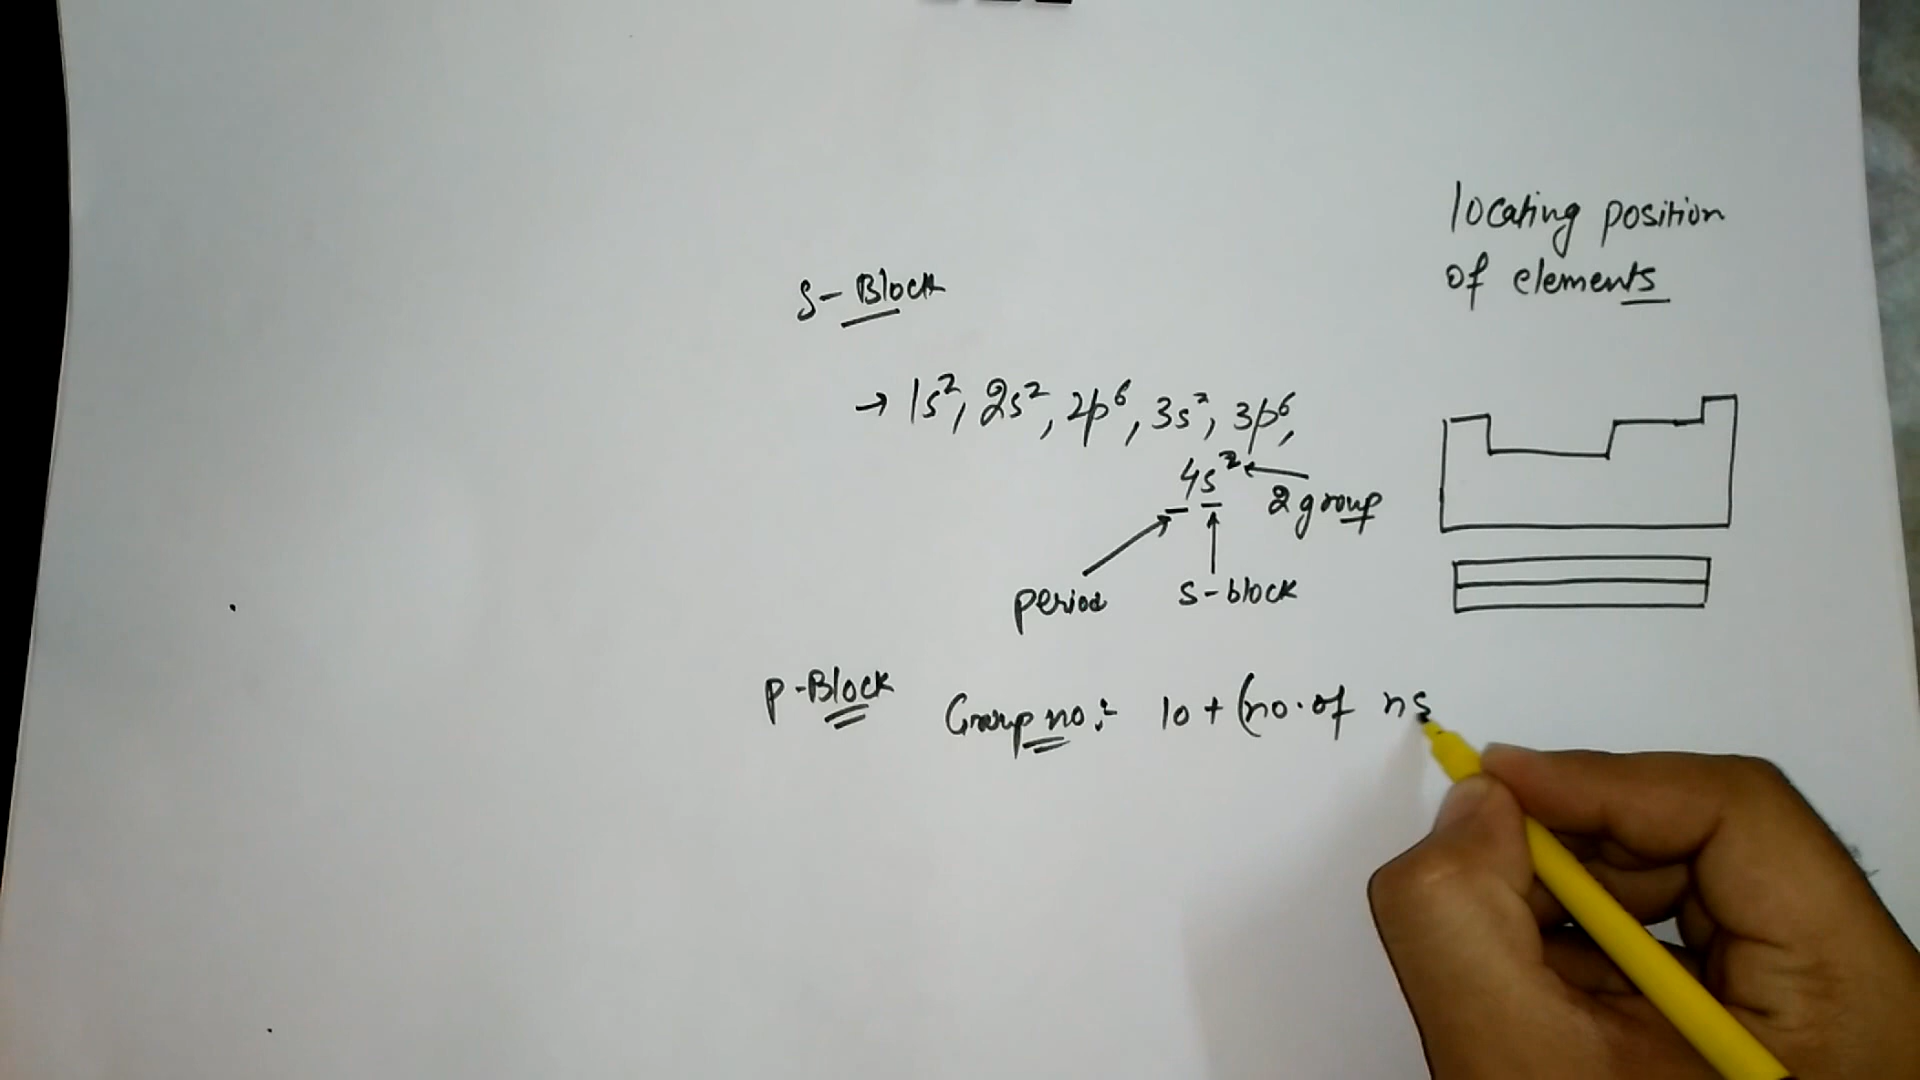 locating position
of elements
S-Block
→ 1s², 2s², 2p⁶, 3s², 3p⁶,
4s²
2 group
period
s-block
P-Block
Group no.: 10 + (no. of ns